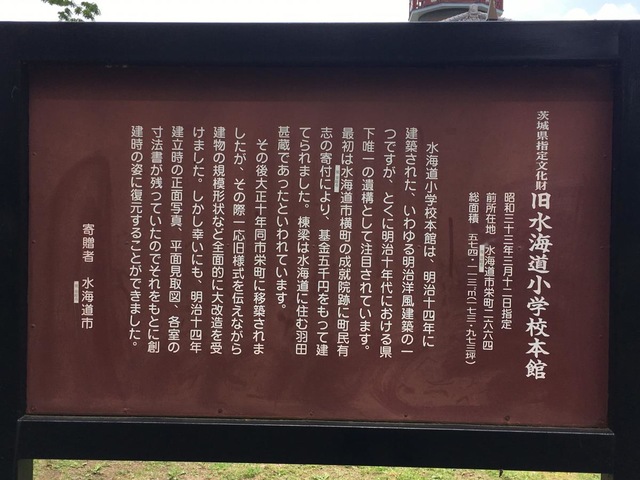 茨城県指定文化財
旧水海道小学校本館
昭和三十三年三月十二日指定
前所在地 水海道市栄町二六六四
総面積 五七四・一一三㎡(一七三・九七三坪)
水海道小学校本館は、明治十四年に
建築された、いわゆる明治洋風建築の一
つですが、とくに明治十年代における県
下唯一の遺構として注目されています。
最初は水海道市横町の成就院跡に町民有
志の寄付により、基金五千円をもって建
てられました。棟梁は水海道に住む羽田
甚蔵であったといわれています。
その後大正十年同市栄町に移築されま
したが、その際一応旧様式を伝えながら
建物の規模形状など全面的に大改造を受
けました。しかし幸いにも、明治十四年
建立時の正面写真、平面見取図、各室の
寸法書が残っていたのでそれをもとに創
建時の姿に復元することができました。
寄贈者 水海道市